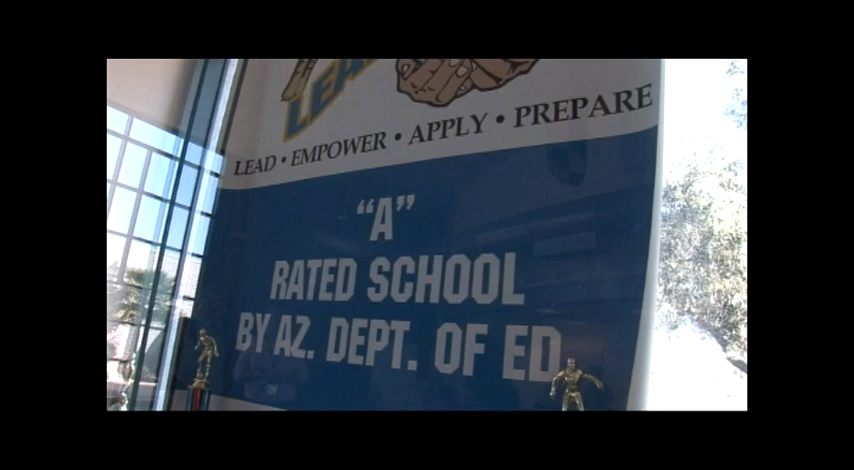 LEAD • EMPOWER • APPLY • PREPARE
"A"
RATED SCHOOL
BY AZ. DEPT. OF ED